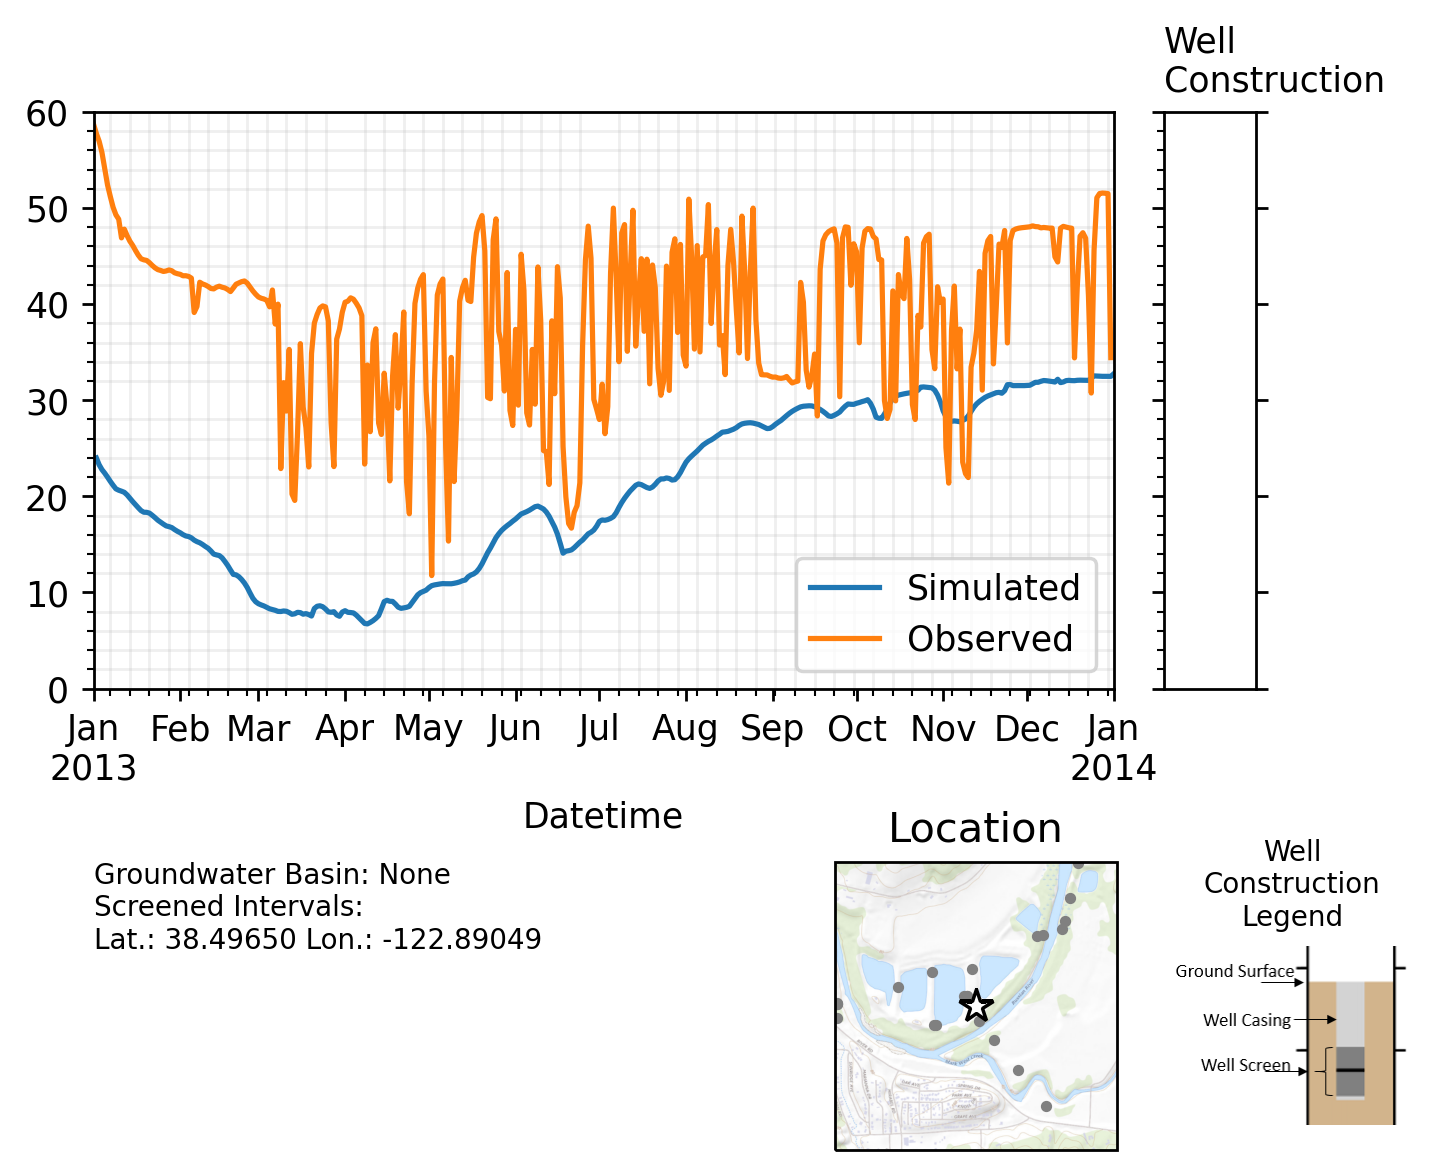 Well
Construction
60
50
40
30
20
10
0
Simulated
Observed
Jan Feb Mar Apr May Jun Jul Aug Sep Oct Nov Dec Jan
2013 2014
Datetime
Groundwater Basin: None
Screened Intervals:
Lat.: 38.49650 Lon.: -122.89049
Location
Well
Construction
Legend
Ground Surface
Well Casing
Well Screen